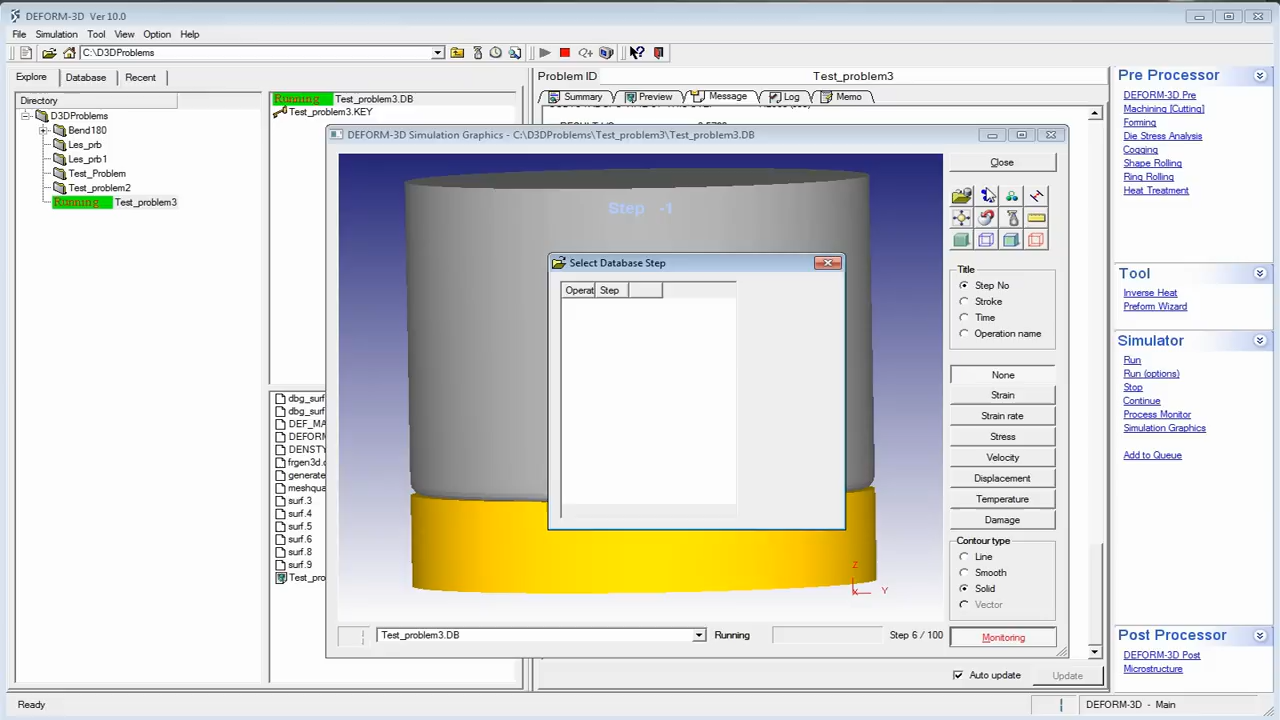 DEFORM-3D Ver 10.0
File Simulation Tool View Option Help
C:\D3DProblems
Explore Database Recent
Directory
D3DProblems
Bend180
Les_prb
Les_prb1
Test_Problem
Test_problem2
Running. Test_problem3
Running. Test_problem3.DB
Test_problem3.KEY
dbg_surf
dbg_surf
DEF_MA
DEFORM
DENSTY
frgen3d.
generate
meshqua
surf.3
surf.4
surf.5
surf.6
surf.8
surf.9
Test_pro
Problem ID Test_problem3
Summary Preview Message Log Memo
DEFORM-3D Simulation Graphics - C:\D3DProblems\Test_problem3\Test_problem3.DB
Step -1
Select Database Step
Operat Step
Z
X Y
Close
Title
Step No
Stroke
Time
Operation name
None
Strain
Strain rate
Stress
Velocity
Displacement
Temperature
Damage
Contour type
Line
Smooth
Solid
Vector
Test_problem3.DB Running Step 6 / 100 Monitoring
Auto update Update
Pre Processor
DEFORM-3D Pre
Machining [Cutting]
Forming
Die Stress Analysis
Cogging
Shape Rolling
Ring Rolling
Heat Treatment
Tool
Inverse Heat
Preform Wizard
Simulator
Run
Run (options)
Stop
Continue
Process Monitor
Simulation Graphics
Add to Queue
Post Processor
DEFORM-3D Post
Microstructure
Ready DEFORM-3D - Main